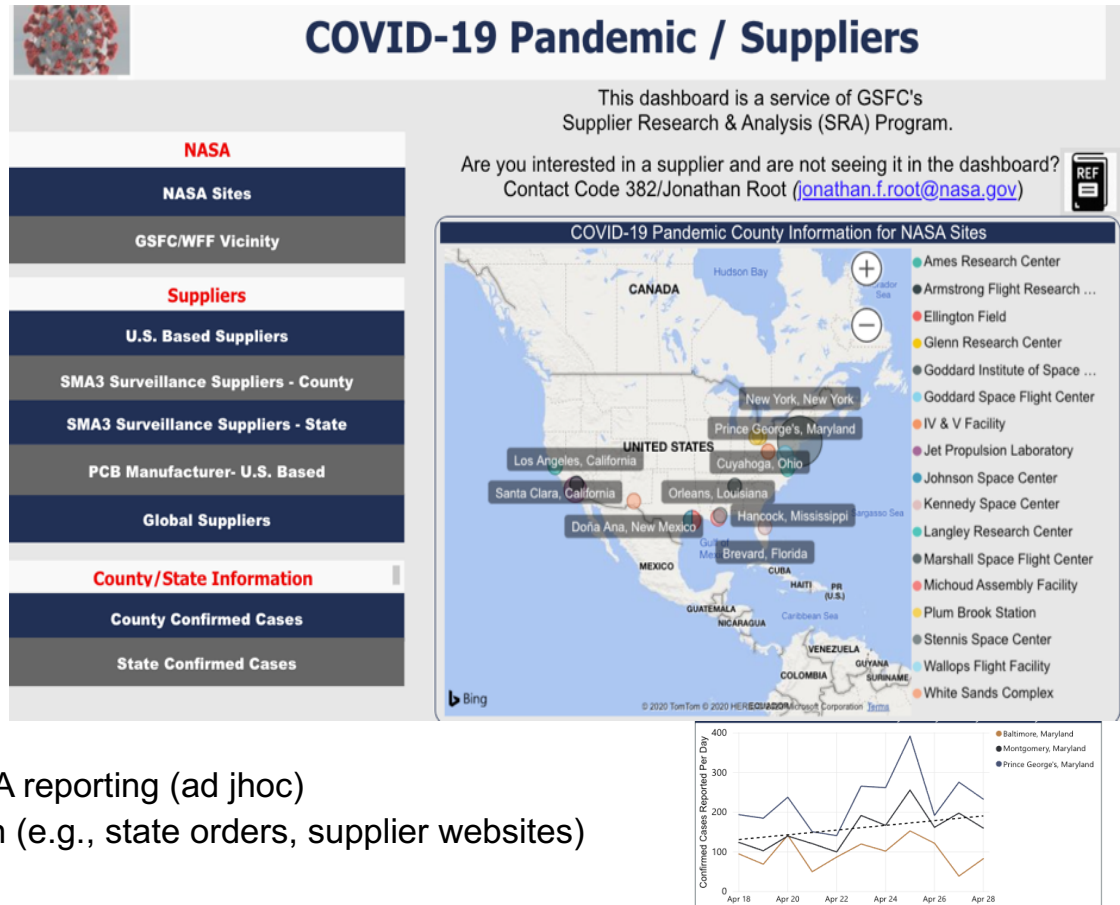 COVID-19 Pandemic / Suppliers
This dashboard is a service of GSFC's
Supplier Research & Analysis (SRA) Program.
Are you interested in a supplier and are not seeing it in the dashboard?
Contact Code 382/Jonathan Root (jonathan.f.root@nasa.gov)
REF
NASA
NASA Sites
GSFC/WFF Vicinity
Suppliers
U.S. Based Suppliers
SMA3 Surveillance Suppliers - County
SMA3 Surveillance Suppliers - State
PCB Manufacturer- U.S. Based
Global Suppliers
County/State Information
County Confirmed Cases
State Confirmed Cases
COVID-19 Pandemic County Information for NASA Sites
Hudson Bay
CANADA
Sea
New York, New York
Prince George's, Maryland
UNITED STATES
Los Angeles, California
Cuyahoga, Ohio
Santa Clara, California
Orleans, Louisiana
Doña Ana, New Mexico
Hancock, Mississippi
Gulf of
Brevard, Florida
MEXICO
CUBA
HAITI
PR
(U.S.)
GUATEMALA
NICARAGUA
Caribbean Sea
VENEZUELA
GUYANA
COLOMBIA
SURINAME
ECUADOR
Bing
© 2020 TomTom © 2020 HERE Microsoft Corporation Terms
Ames Research Center
Armstrong Flight Research ...
Ellington Field
Glenn Research Center
Goddard Institute of Space ...
Goddard Space Flight Center
IV & V Facility
Jet Propulsion Laboratory
Johnson Space Center
Kennedy Space Center
Langley Research Center
Marshall Space Flight Center
Michoud Assembly Facility
Plum Brook Station
Stennis Space Center
Wallops Flight Facility
White Sands Complex
A reporting (ad jhoc)
n (e.g., state orders, supplier websites)
Confirmed Cases Reported Per Day
400
300
200
100
0
Apr 18
Apr 20
Apr 22
Apr 24
Apr 26
Apr 28
Baltimore, Maryland
Montgomery, Maryland
Prince George's, Maryland